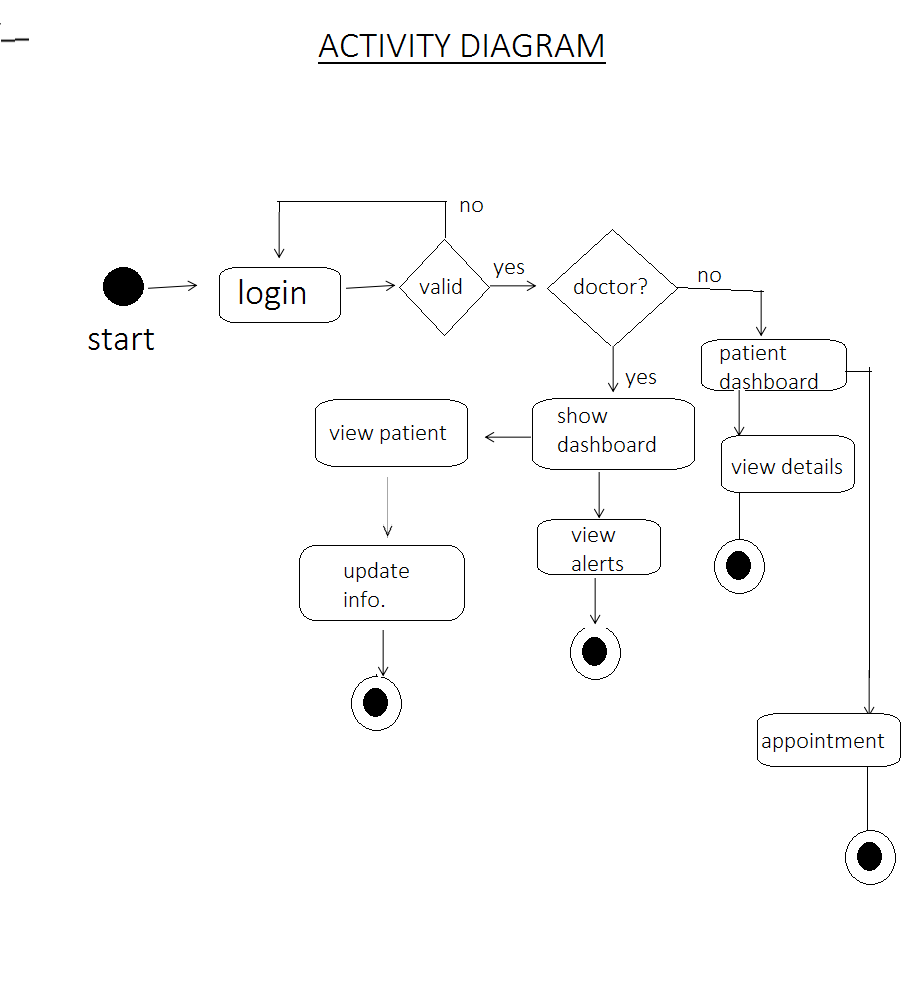 ACTIVITY DIAGRAM
no
yes
no
login
valid
doctor?
start
patient
dashboard
yes
show
dashboard
view patient
view details
view
alerts
update
info.
appointment